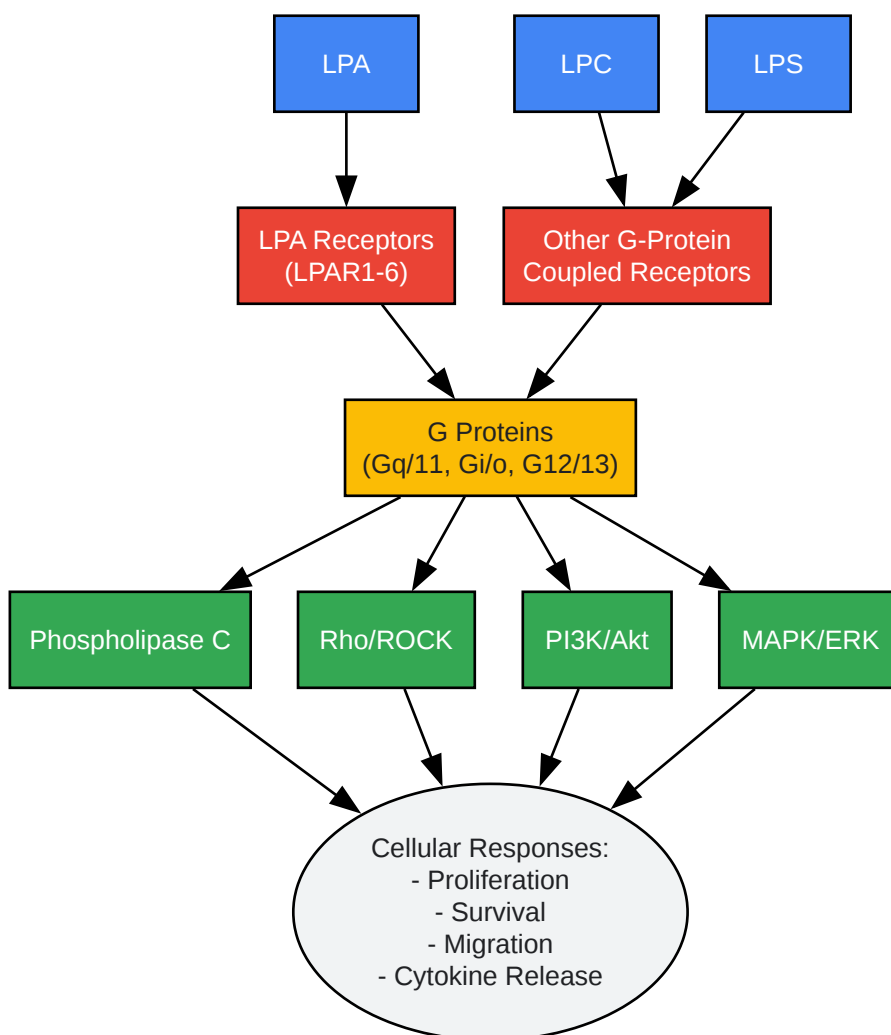 LPA
LPC
LPS
LPA Receptors
(LPAR1-6)
Other G-Protein
Coupled Receptors
G Proteins
(Gq/11, Gi/o, G12/13)
Phospholipase C
Rho/ROCK
PI3K/Akt
MAPK/ERK
Cellular Responses:
- Proliferation
- Survival
- Migration
- Cytokine Release